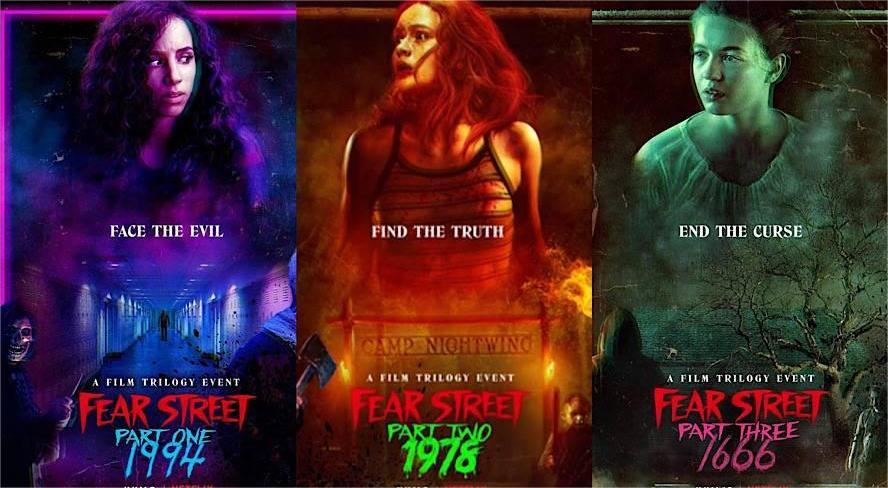 FACE THE EVIL
A FILM TRILOGY EVENT
FEAR STREET
PART ONE
1994
FIND THE TRUTH
CAMP NIGHTWING
A FILM TRILOGY EVENT
FEAR STREET
PART TWO
1978
END THE CURSE
A FILM TRILOGY EVENT
FEAR STREET
PART THREE
1666